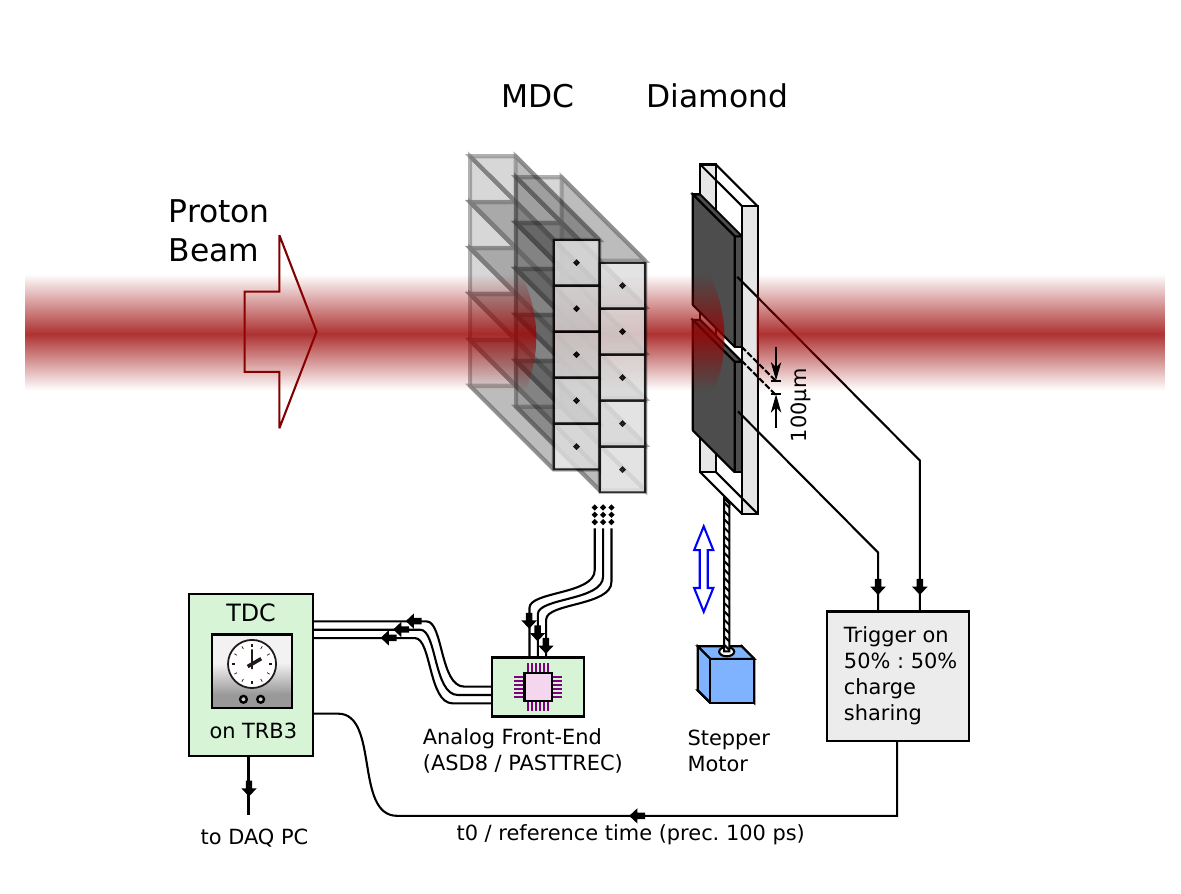 MDC
Diamond
Proton
Beam
100μm
TDC
on TRB3
Trigger on
50% : 50%
charge
sharing
Analog Front-End
(ASD8 / PASTTREC)
Stepper
Motor
t0 / reference time (prec. 100 ps)
to DAQ PC